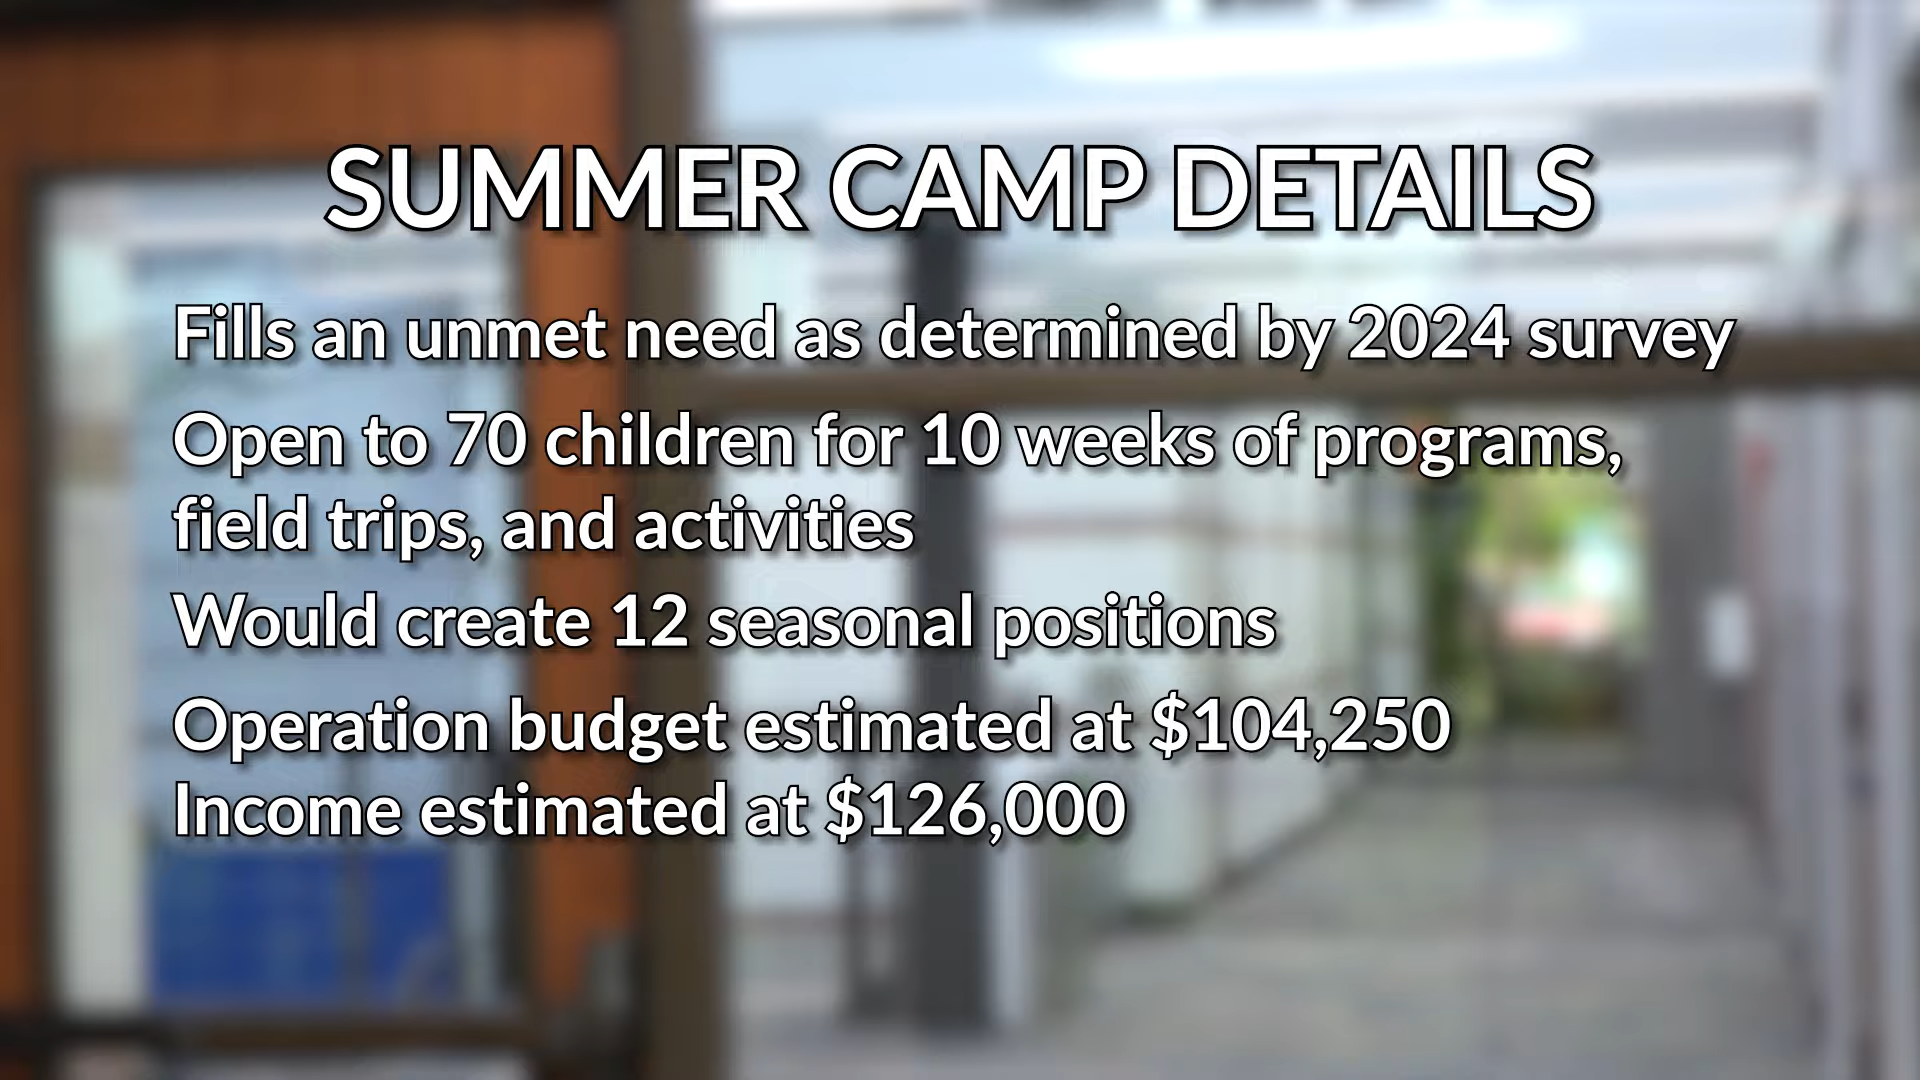 SUMMER CAMP DETAILS
Fills an unmet need as determined by 2024 survey
Open to 70 children for 10 weeks of programs,
field trips, and activities
Would create 12 seasonal positions
Operation budget estimated at $104,250
Income estimated at $126,000